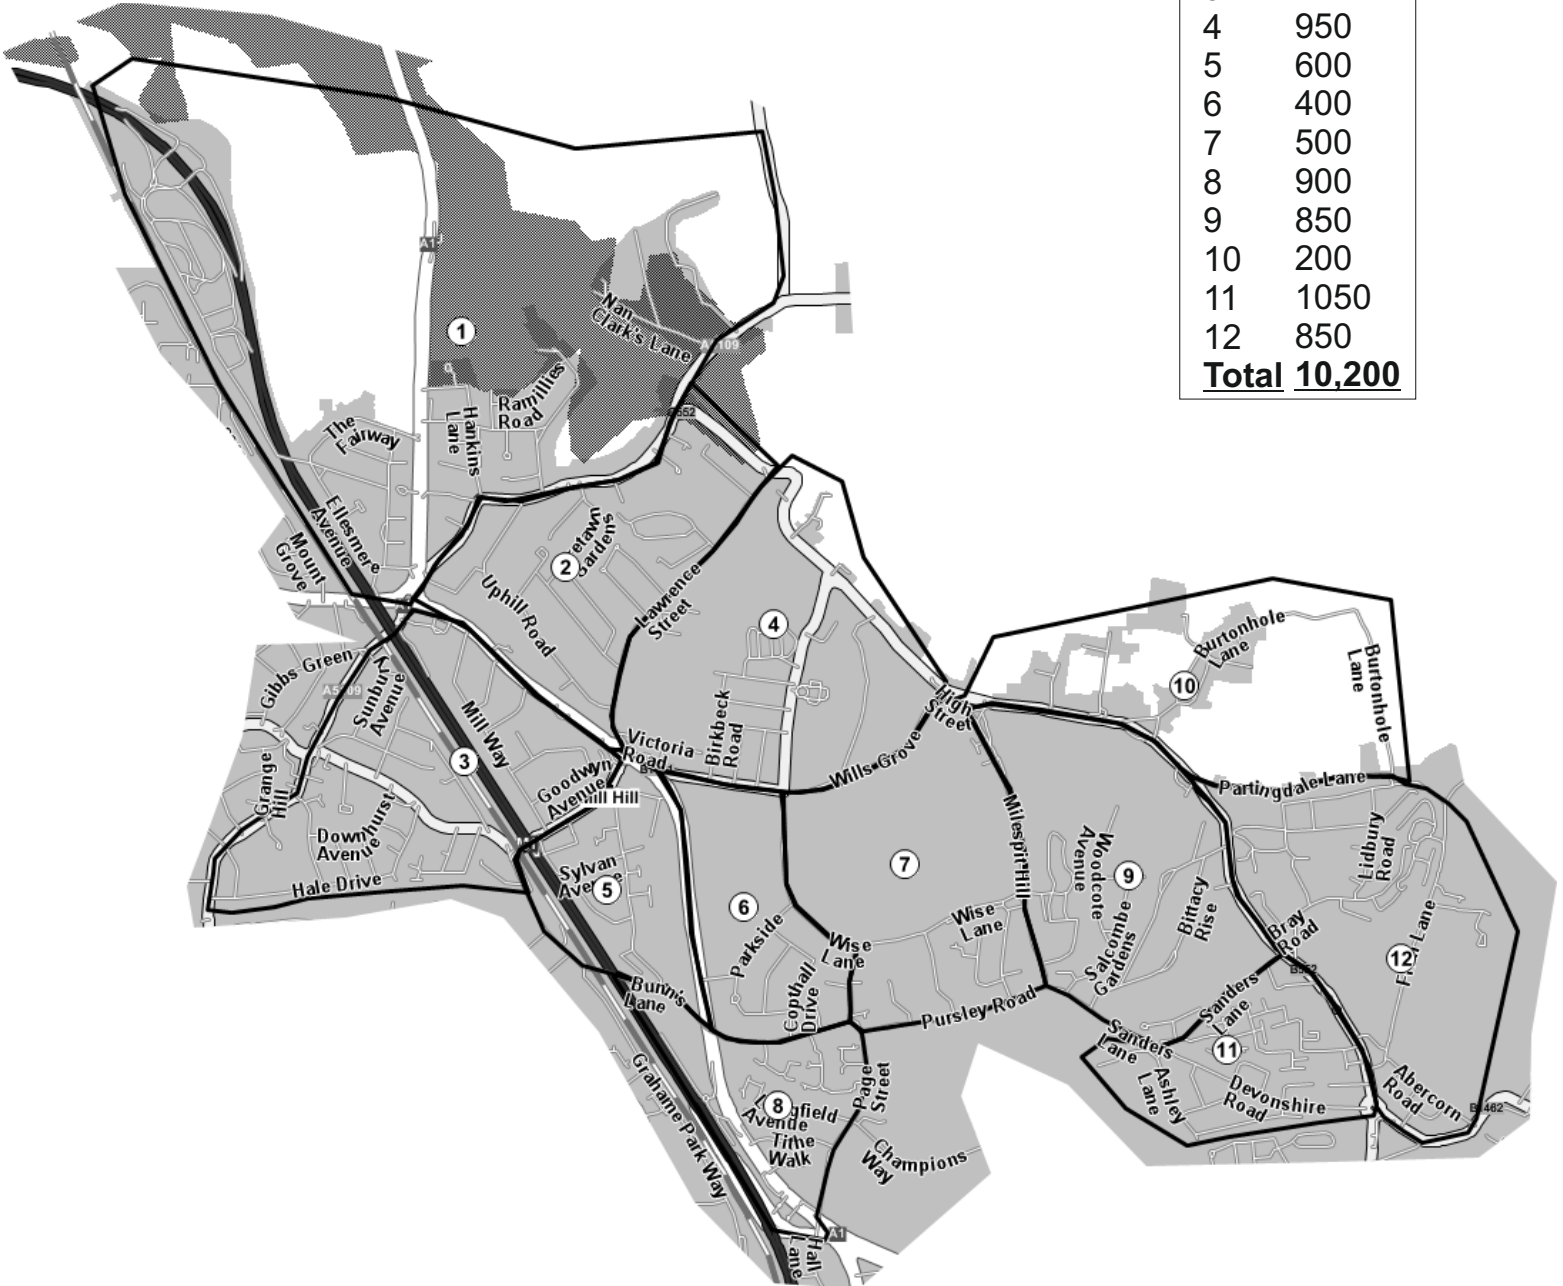 4 950
5 600
6 400
7 500
8 900
9 850
10 200
11 1050
12 850
Total 10,200
A1
1
Nan
Clark's Lane
Ramillies
Road
Hankins
Lane
The
Fairway
Ellesmere
Avenue
Mount
Grove
2
Uphill Road
Lawrence
Street
4
Gibbs Green
Sunbury
Avenue
Mill Way
3
Goodwyn
Avenue
Mill Hill
Victoria
Road
Birkbeck
Road
High
Street
Wills Grove
10
Burtonhole
Lane
Burtonhole
Lane
Partingdale Lane
Grange
Hill
Downhurst
Avenue
Hale Drive
Sylvan
Avenue
5
6
7
Milespit Hill
Woodcote
Avenue
9
Lidbury
Road
Parkside
Wise
Lane
Wise
Lane
Salcombe
Gardens
Bittacy
Rise
Bray
Road
12
B552
Bunn's
Lane
Copthall
Drive
Pursley Road
Sanders
Lane
Sanders
Lane
11
Ashley
Lane
Devonshire
Road
Abercorn
Road
Grahame Park Way
8
Avenue
Tithe
Walk
Page
Street
Champions
Way
A1
Hall
Lane